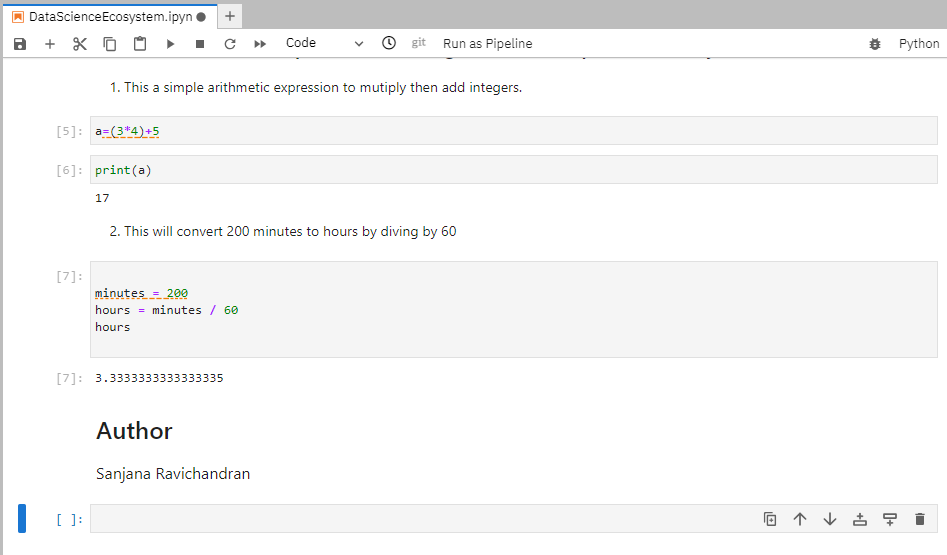 DataScienceEcosystem.ipyn
Code git Run as Pipeline Python
1. This a simple arithmetic expression to mutiply then add integers.
[5]: a=(3*4)+5
[6]: print(a)
17
2. This will convert 200 minutes to hours by diving by 60
[7]:
minutes = 200
hours = minutes / 60
hours
[7]: 3.3333333333333335
Author
Sanjana Ravichandran
[ ]: